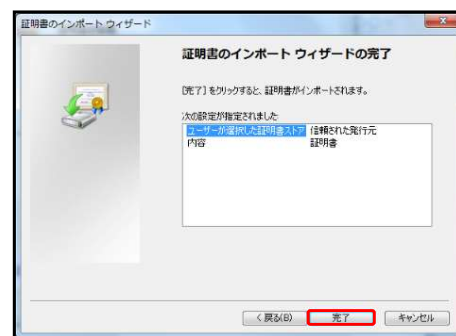 証明書のインポート ウィザード
証明書のインポート ウィザードの完了
[完了] をクリックすると、証明書がインポートされます。
次の設定が指定されました
ユーザーが選択した証明書ストア 信頼された発行元
内容 証明書
< 戻る(B) 完了 キャンセル